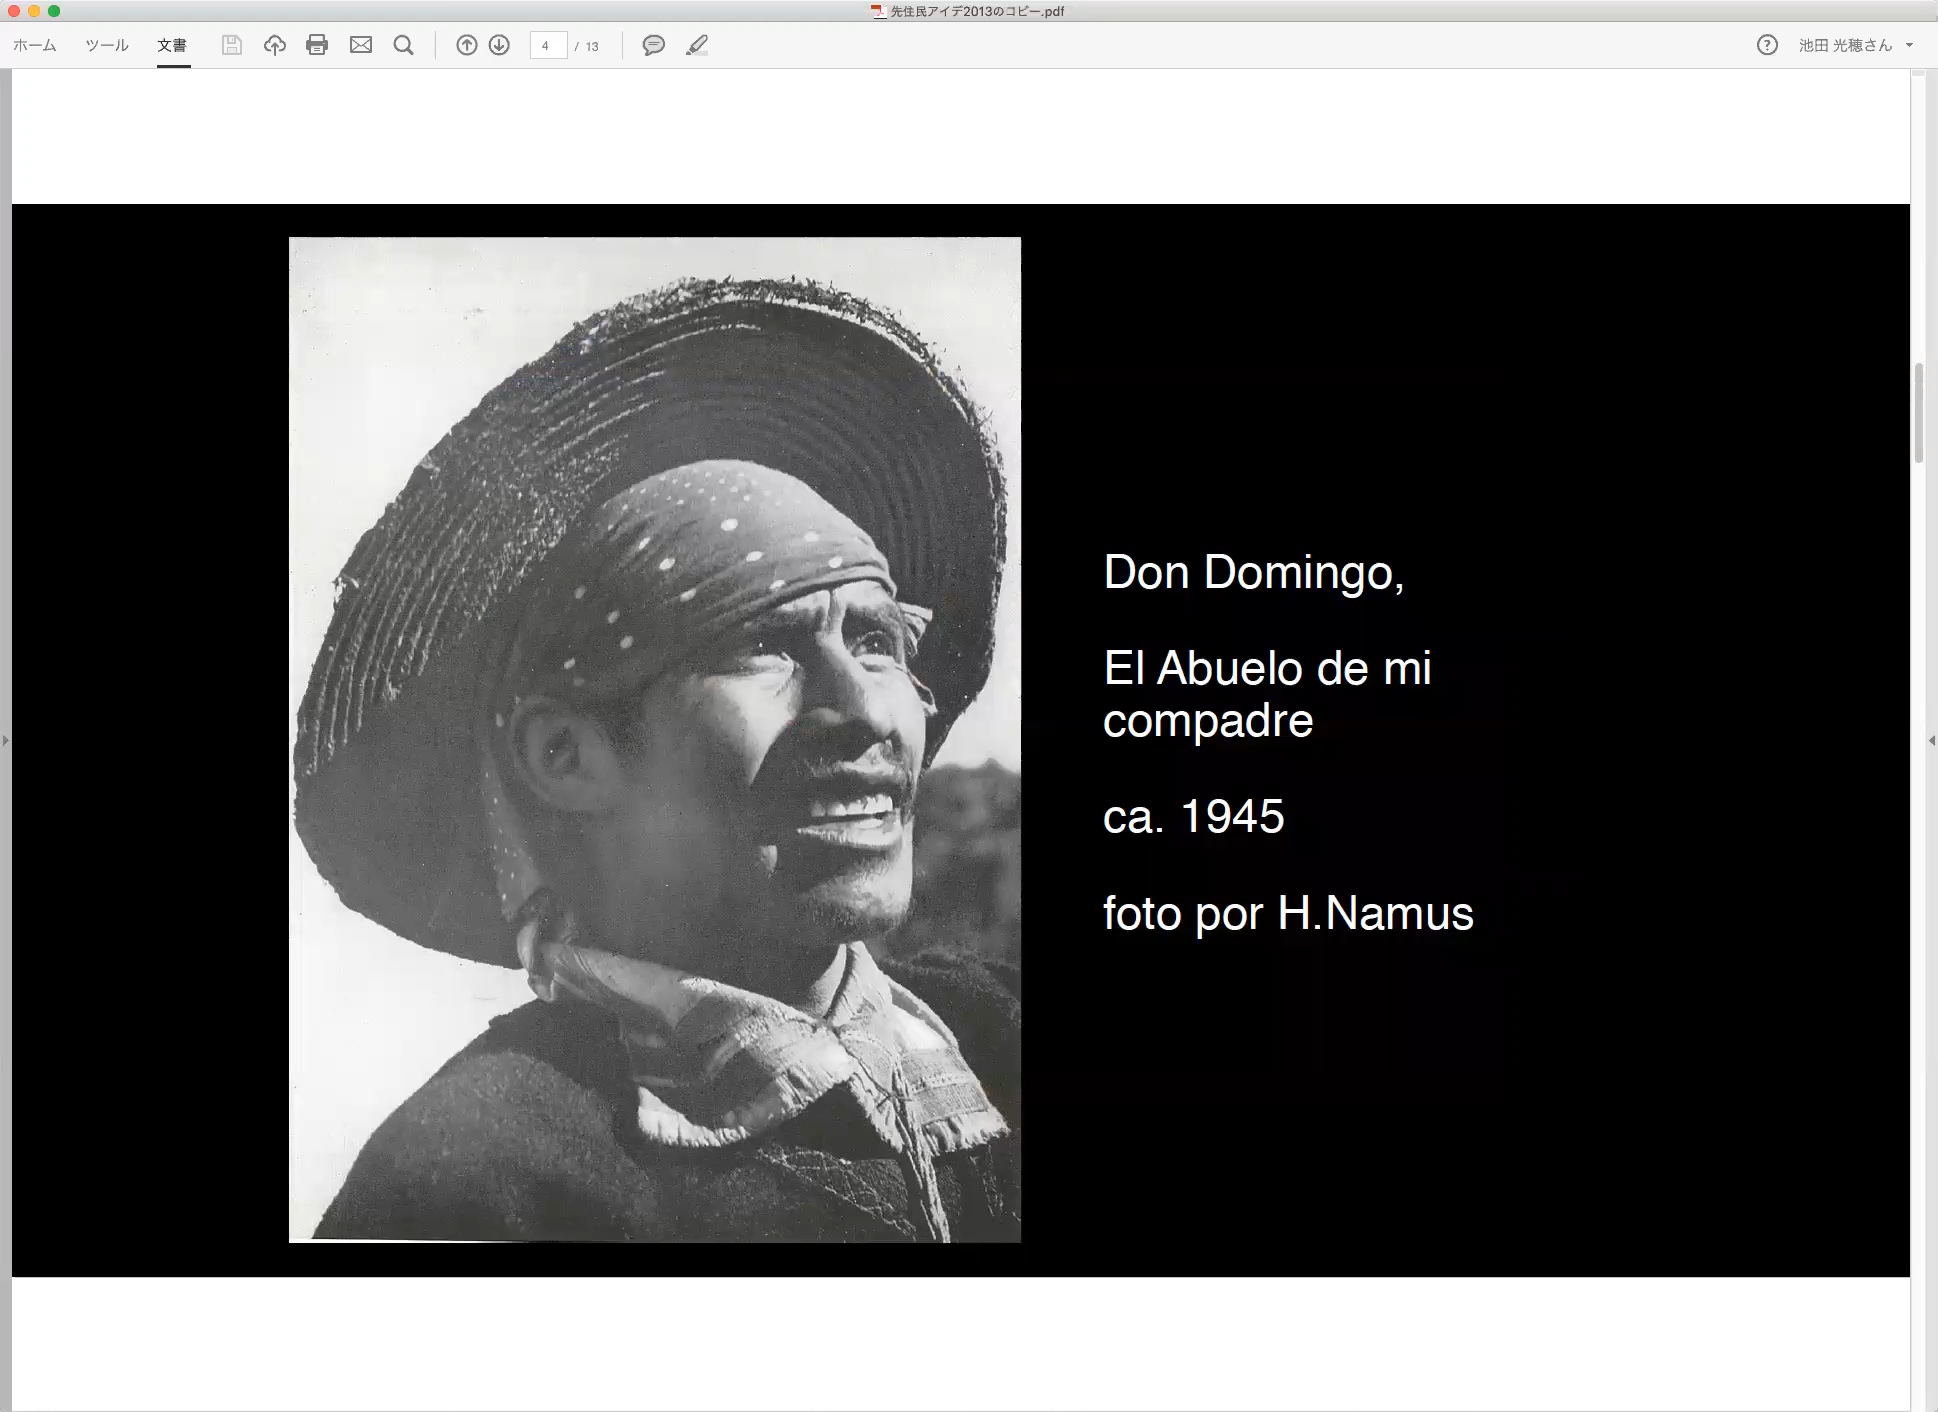 先住民アイデ2013のコピー.pdf
ホーム ツール 文書 4 / 13 池田 光穂さん
Don Domingo,
El Abuelo de mi
compadre
ca. 1945
foto por H.Namus